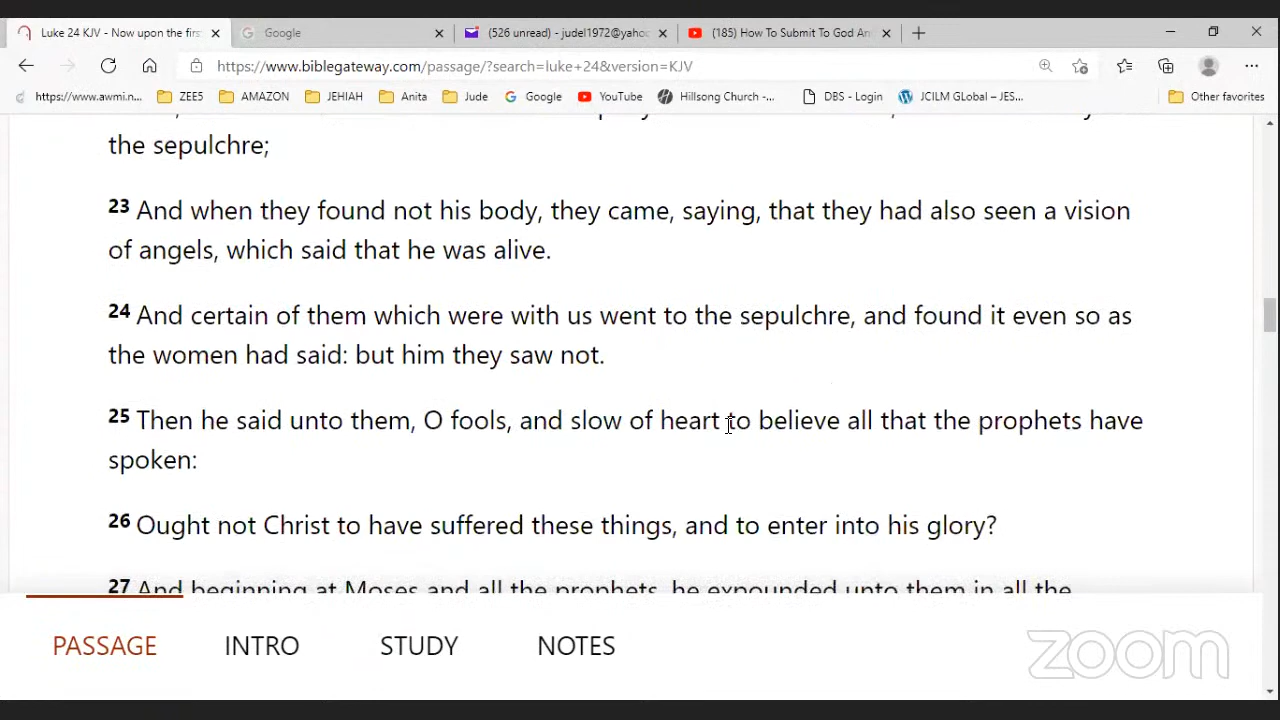 Luke 24 KJV - Now upon the firs
Google
(526 unread) - judel1972@yaho
(185) How To Submit To God An
https://www.biblegateway.com/passage/?search=luke+24&version=KJV
https://www.awmi.n...
ZEE5
AMAZON
JEHIAH
Anita
Jude
Google
YouTube
Hillsong Church -...
DBS - Login
JCILM GLobal – JES...
Other favorites
the sepulchre;
23 And when they found not his body, they came, saying, that they had also seen a vision
of angels, which said that he was alive.
24 And certain of them which were with us went to the sepulchre, and found it even so as
the women had said: but him they saw not.
25 Then he said unto them, O fools, and slow of heart to believe all that the prophets have
spoken:
26 Ought not Christ to have suffered these things, and to enter into his glory?
27 And beginning at Moses and all the prophets, he expounded unto them in all the
PASSAGE
INTRO
STUDY
NOTES
zoom